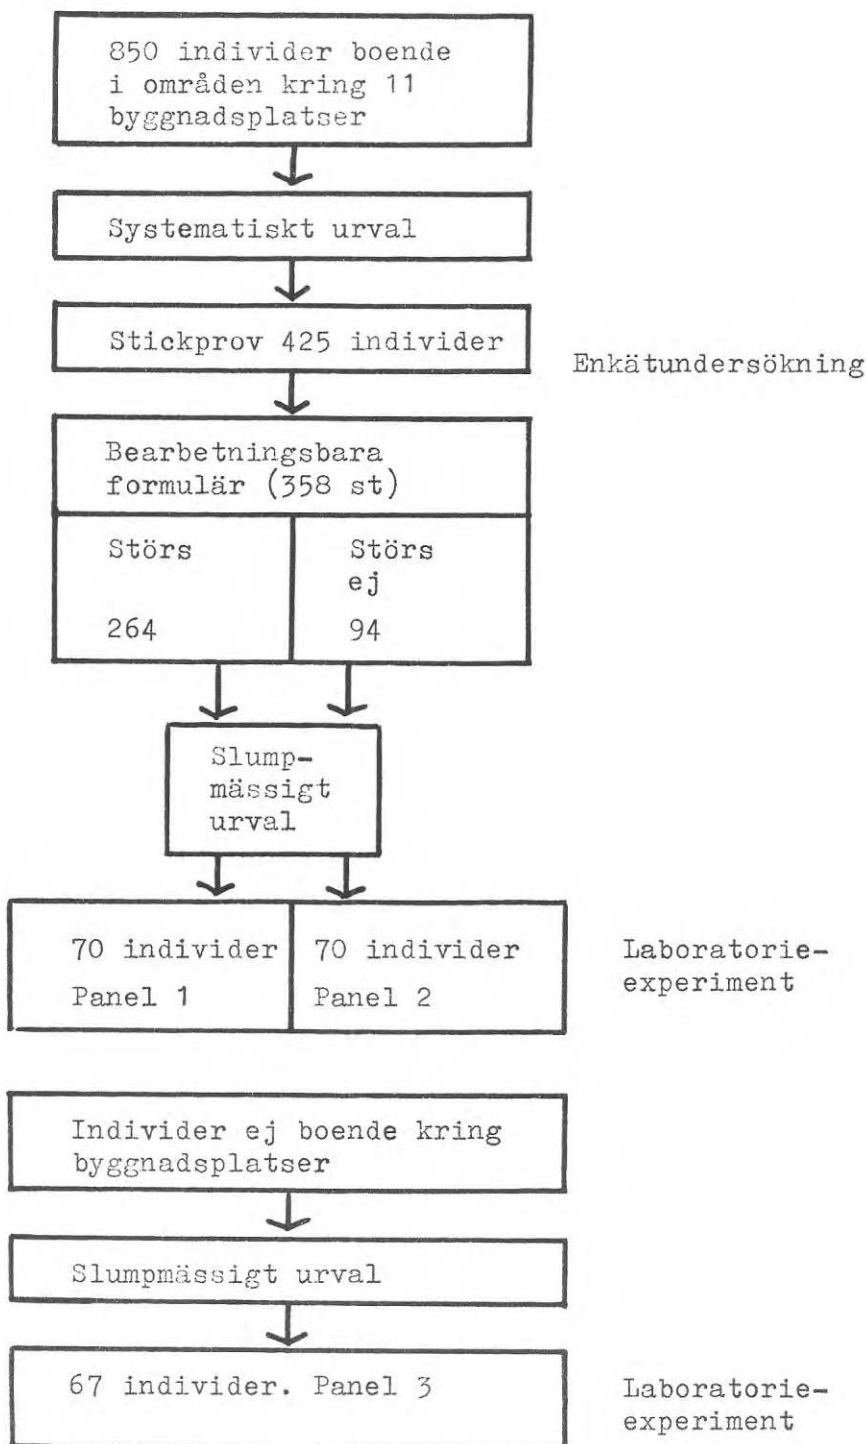 850 individer boende
i områden kring 11
byggnadsplatser
Systematiskt urval
Stickprov 425 individer
Enkätundersökning
Bearbetningsbara
formulär (358 st)
Störs
264
Störs
ej
94
Slump-
mässigt
urval
70 individer
Panel 1
70 individer
Panel 2
Laboratorie-
experiment
Individer ej boende kring
byggnadsplatser
Slumpmässigt urval
67 individer. Panel 3
Laboratorie-
experiment